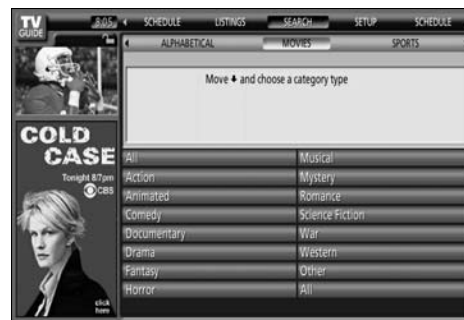 TV GUIDE 8:05 SCHEDULE LISTINGS SEARCH SETUP SCHEDULE
ALPHABETICAL MOVIES SPORTS
Move ⬇ and choose a category type
COLD
CASE
Tonight 8/7pm
CBS
click
here
All Musical
Action Mystery
Animated Romance
Comedy Science Fiction
Documentary War
Drama Western
Fantasy Other
Horror All